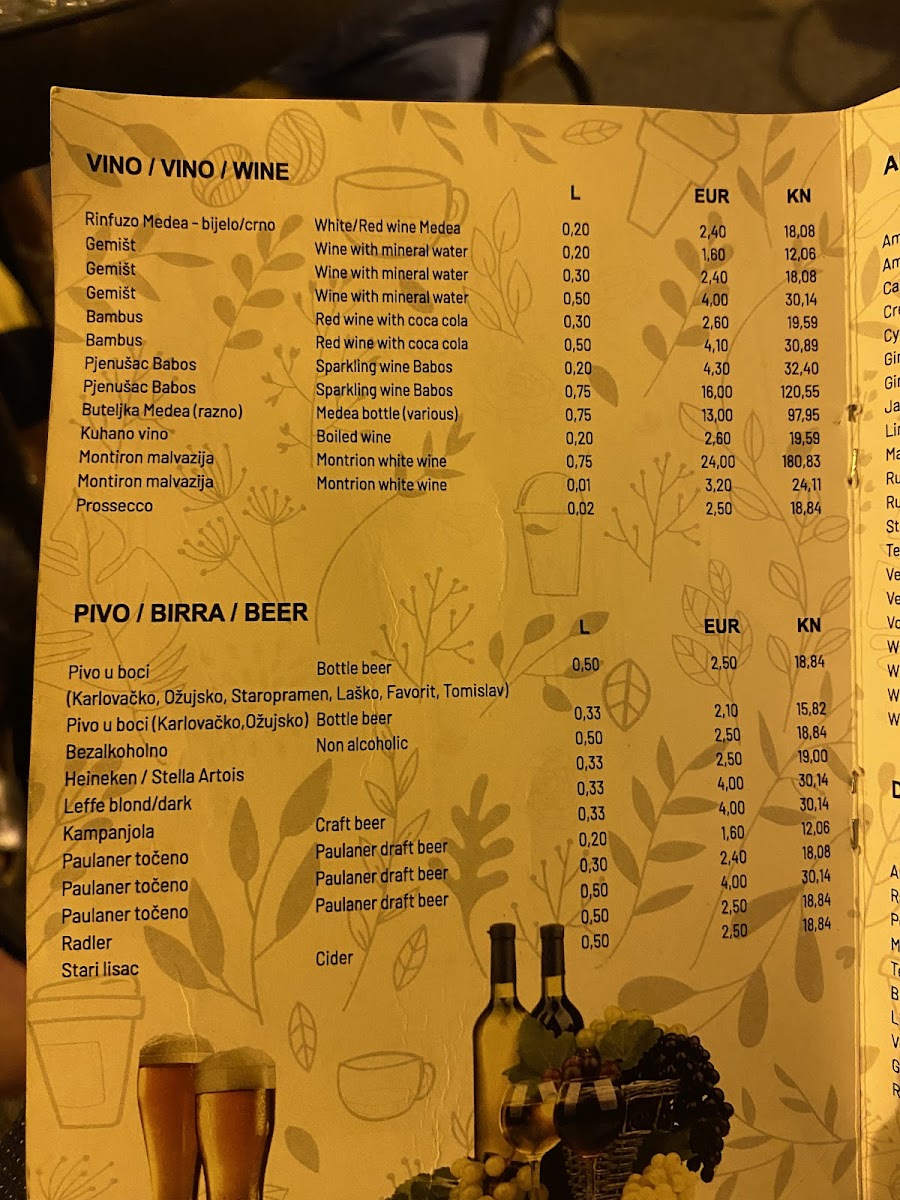 VINO / VINO / WINE L EUR KN
Rinfuzo Medea - bijelo/crno White/Red wine Medea 0,20 2,40 18,08
Gemišt Wine with mineral water 0,20 1,60 12,06
Gemišt Wine with mineral water 0,30 2,40 18,08
Gemišt Wine with mineral water 0,50 4,00 30,14
Bambus Red wine with coca cola 0,30 2,60 19,59
Bambus Red wine with coca cola 0,50 4,10 30,89
Pjenušac Babos Sparkling wine Babos 0,20 4,30 32,40
Pjenušac Babos Sparkling wine Babos 0,75 16,00 120,55
Buteljka Medea (razno) Medea bottle (various) 0,75 13,00 97,95
Kuhano vino Boiled wine 0,20 2,60 19,59
Montiron malvazija Montrion white wine 0,75 24,00 180,83
Montiron malvazija Montrion white wine 0,01 3,20 24,11
Prossecco 0,02 2,50 18,84
PIVO / BIRRA / BEER L EUR KN
Pivo u boci Bottle beer 0,50 2,50 18,84
(Karlovačko, Ožujsko, Staropramen, Laško, Favorit, Tomislav)
Pivo u boci (Karlovačko,Ožujsko) Bottle beer 0,33 2,10 15,82
Bezalkoholno Non alcoholic 0,50 2,50 18,84
Heineken / Stella Artois 0,33 2,50 19,00
Leffe blond/dark 0,33 4,00 30,14
Kampanjola Craft beer 0,33 4,00 30,14
Paulaner točeno Paulaner draft beer 0,20 1,60 12,06
Paulaner točeno Paulaner draft beer 0,30 2,40 18,08
Paulaner točeno Paulaner draft beer 0,50 4,00 30,14
Radler 0,50 2,50 18,84
Stari lisac Cider 0,50 2,50 18,84